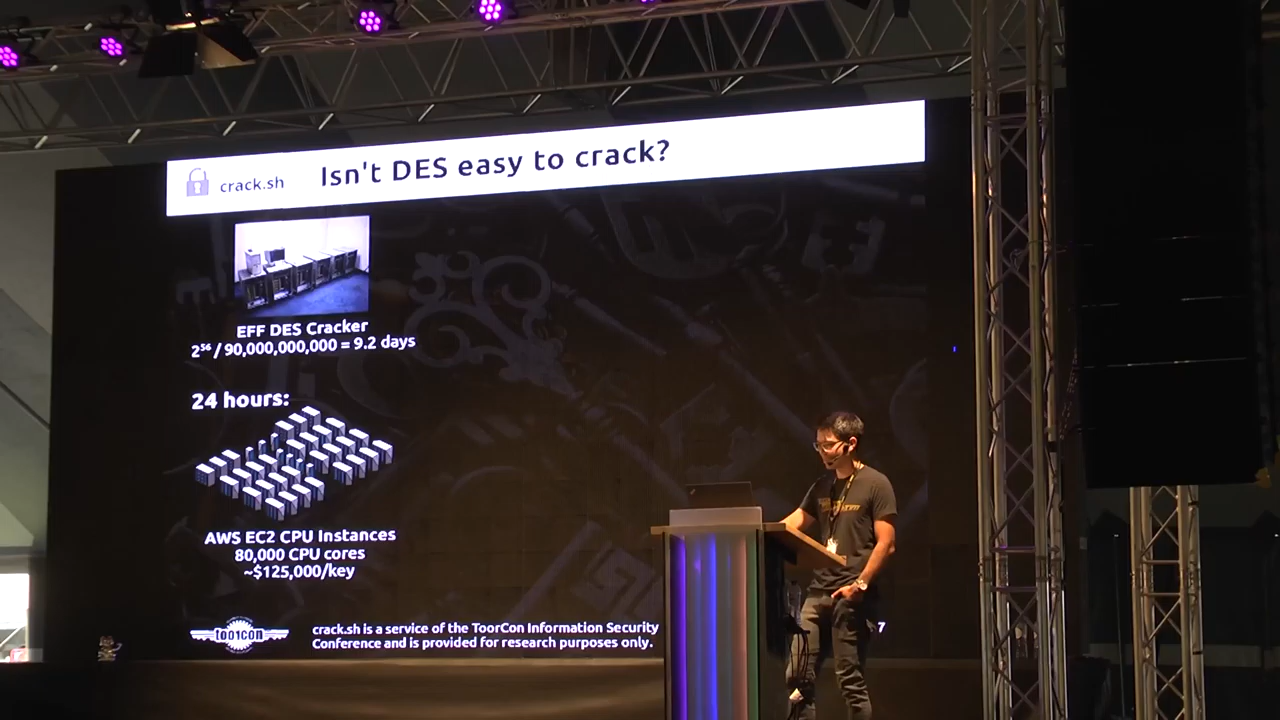 crack.sh
Isn't DES easy to crack?
EFF DES Cracker
2⁵⁶ / 90,000,000,000 = 9.2 days
24 hours:
AWS EC2 CPU Instances
80,000 CPU cores
~$125,000/key
toorcon
crack.sh is a service of the ToorCon Information Security
Conference and is provided for research purposes only.
7